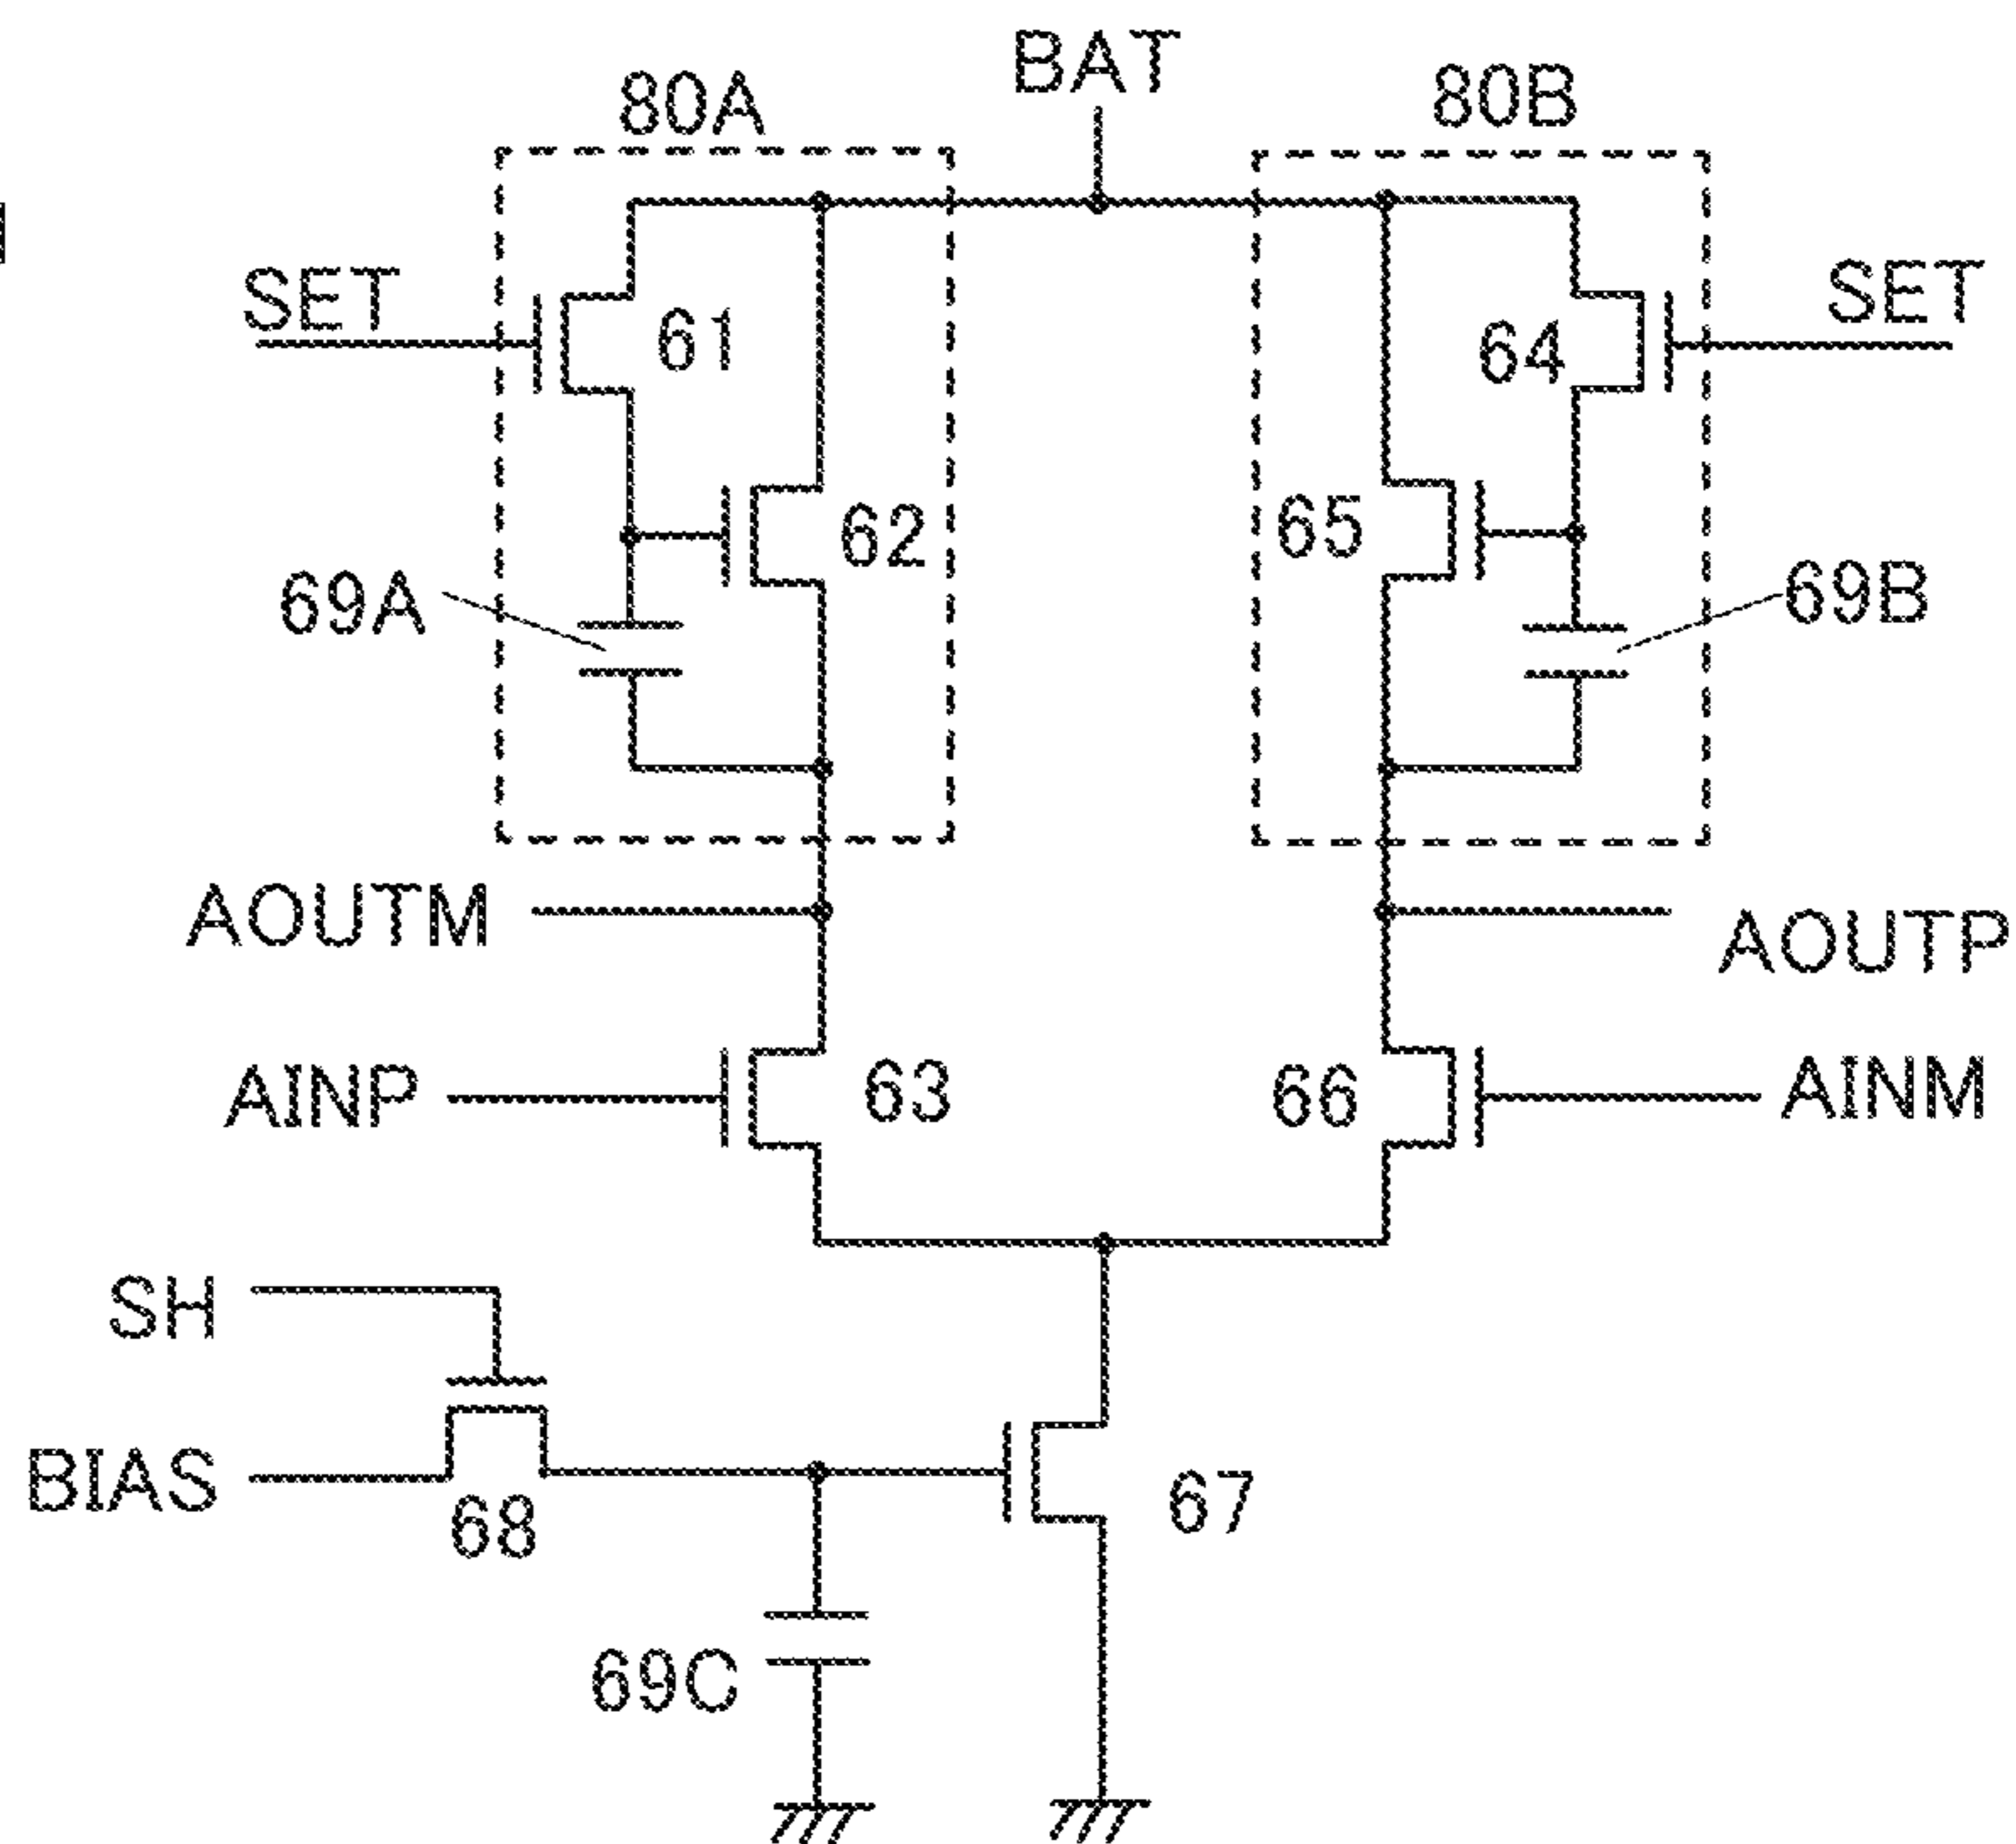 BAT
80A
80B
SET
61
64
SET
62
65
69A
69B
AOUTM
AOUTP
AINP
63
66
AINM
SH
BIAS
68
67
69C